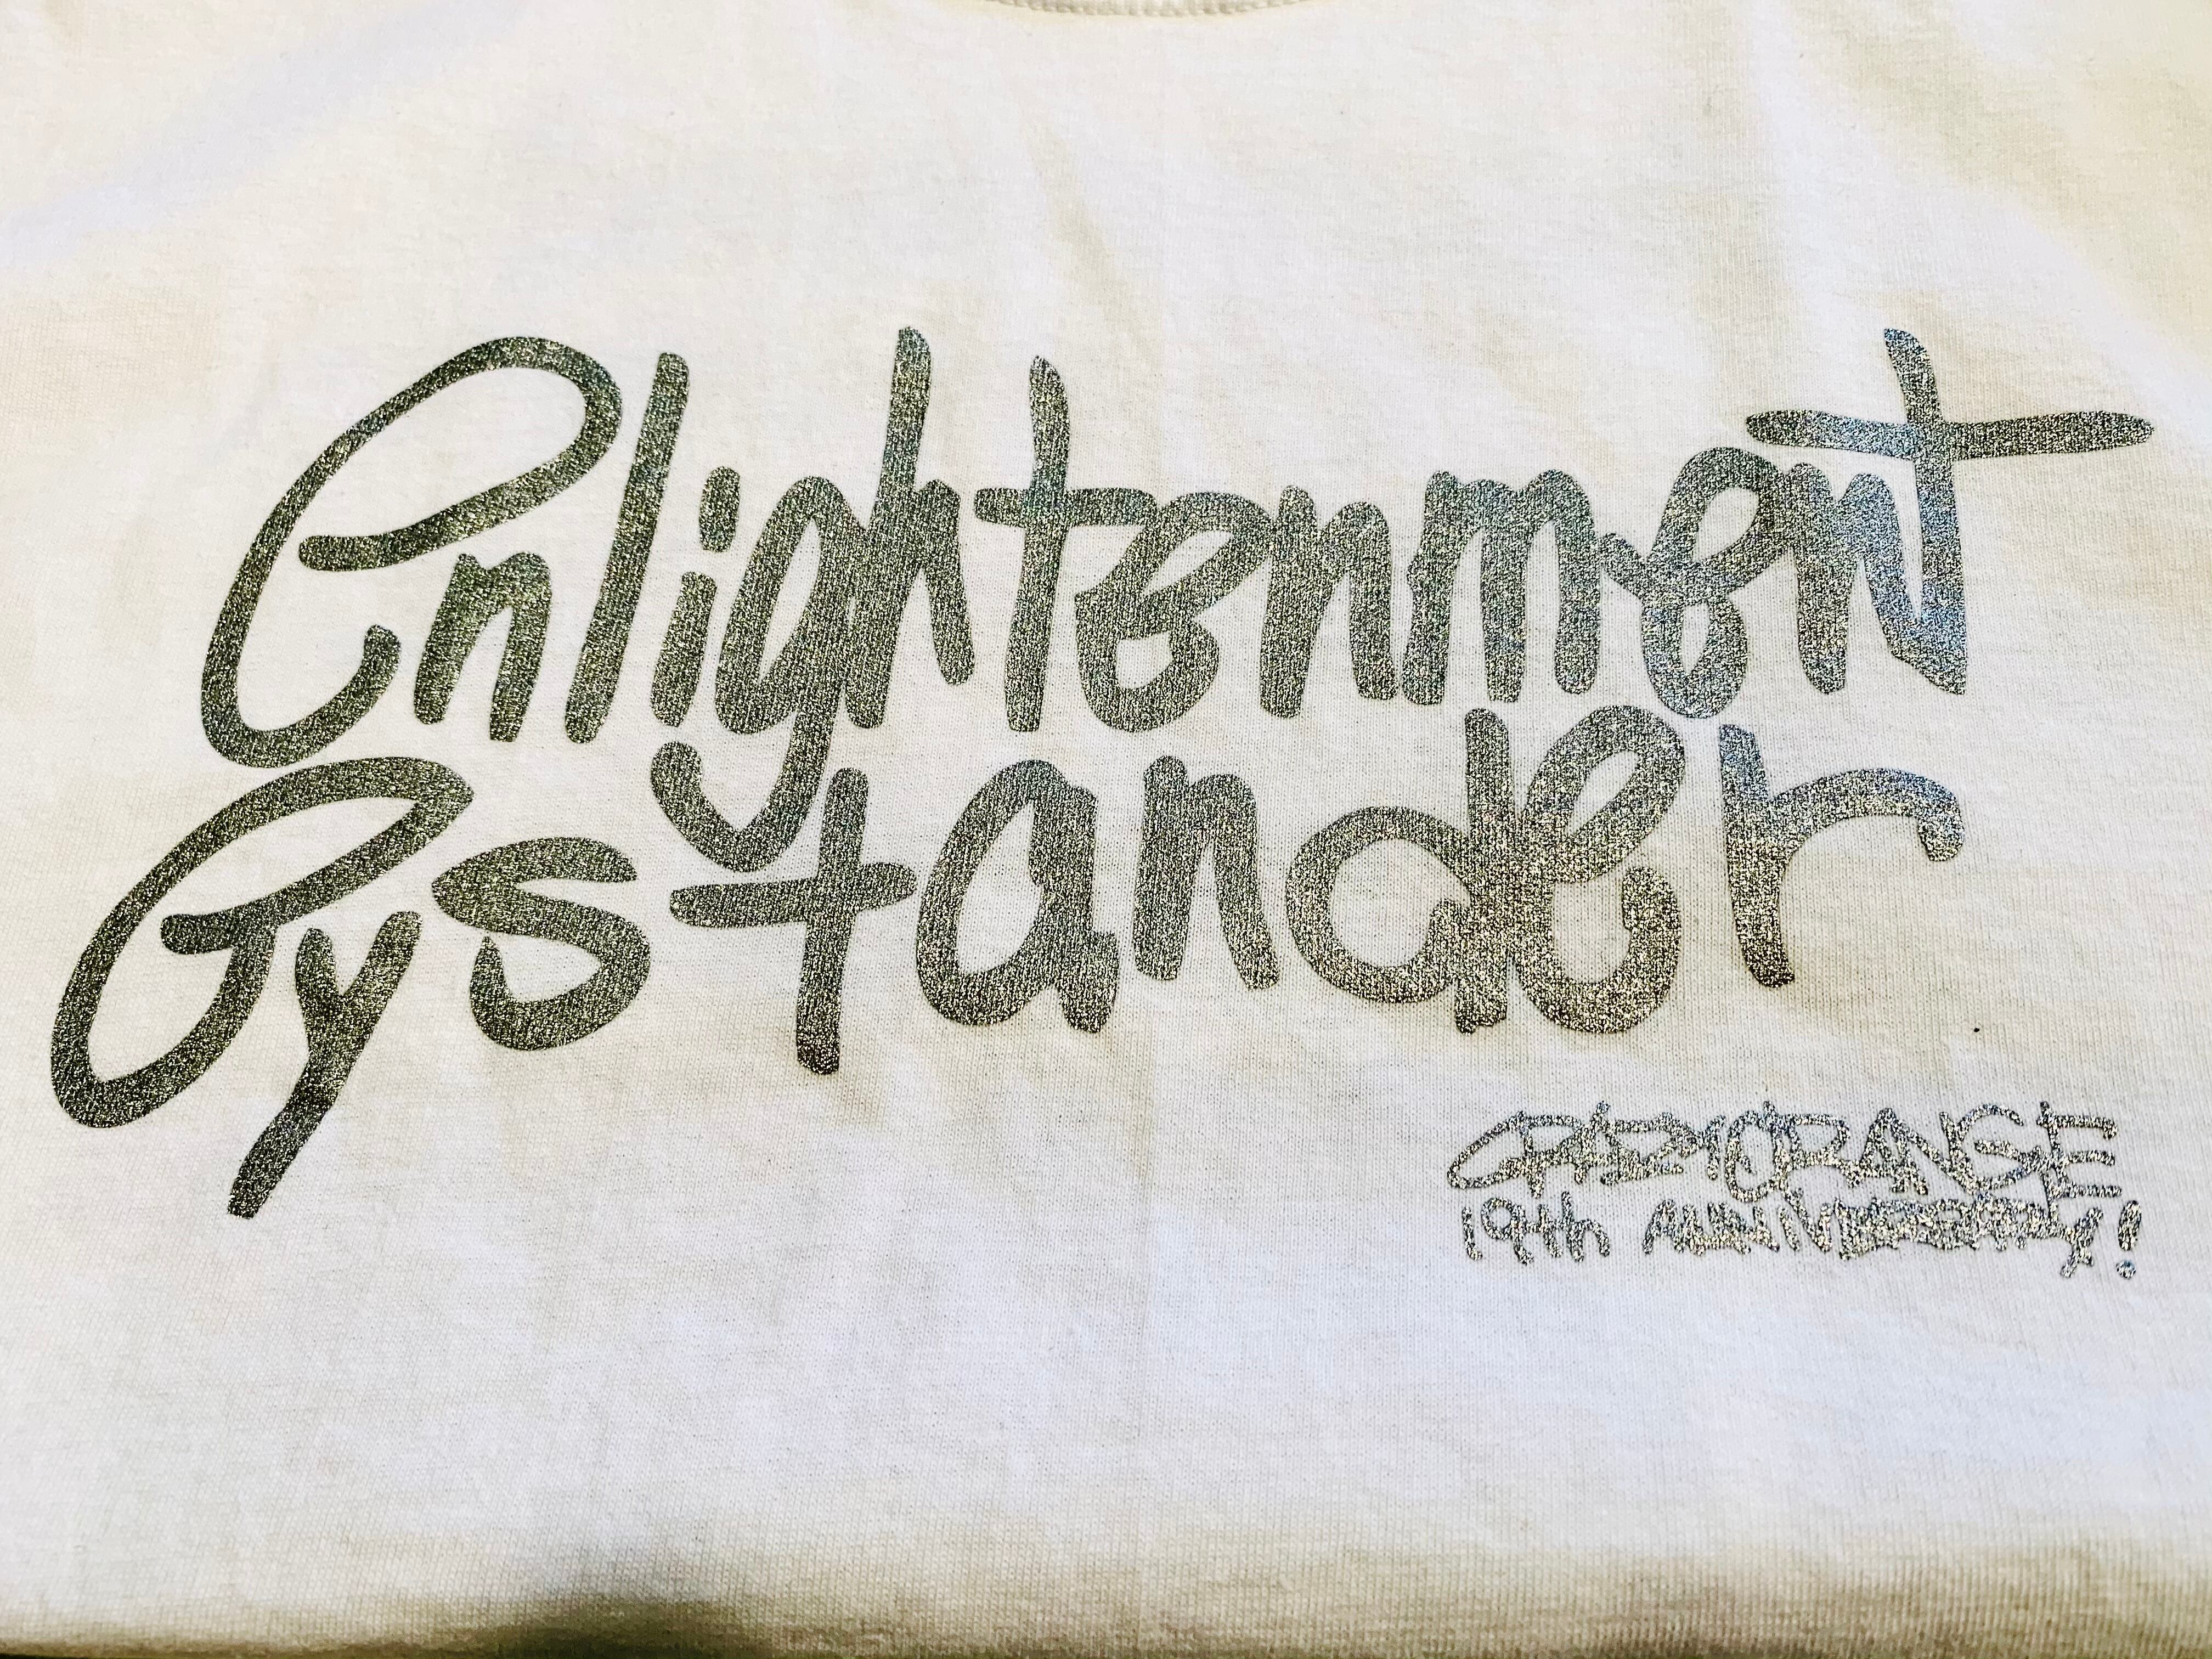 Enlightenment
Bystander
CRAZY ORANGE
19th ANNIVERSARY!